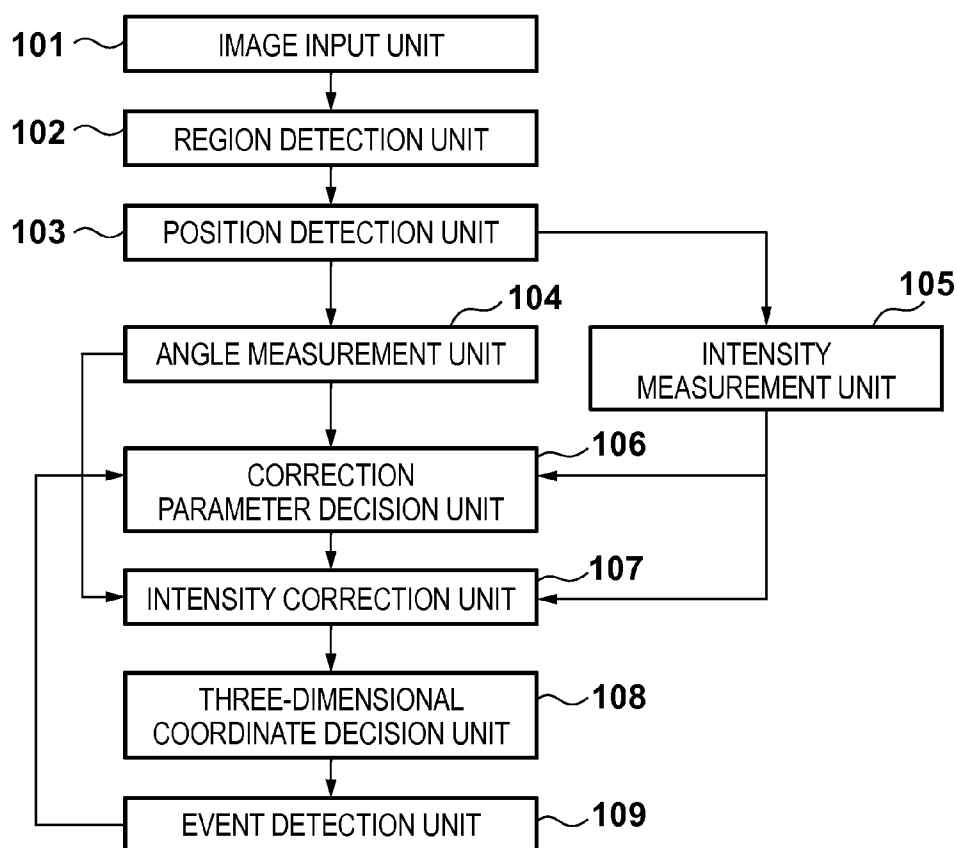 101
IMAGE INPUT UNIT
102
REGION DETECTION UNIT
103
POSITION DETECTION UNIT
104
ANGLE MEASUREMENT UNIT
105
INTENSITY
MEASUREMENT UNIT
106
CORRECTION
PARAMETER DECISION UNIT
107
INTENSITY CORRECTION UNIT
THREE-DIMENSIONAL
COORDINATE DECISION UNIT
108
EVENT DETECTION UNIT
109